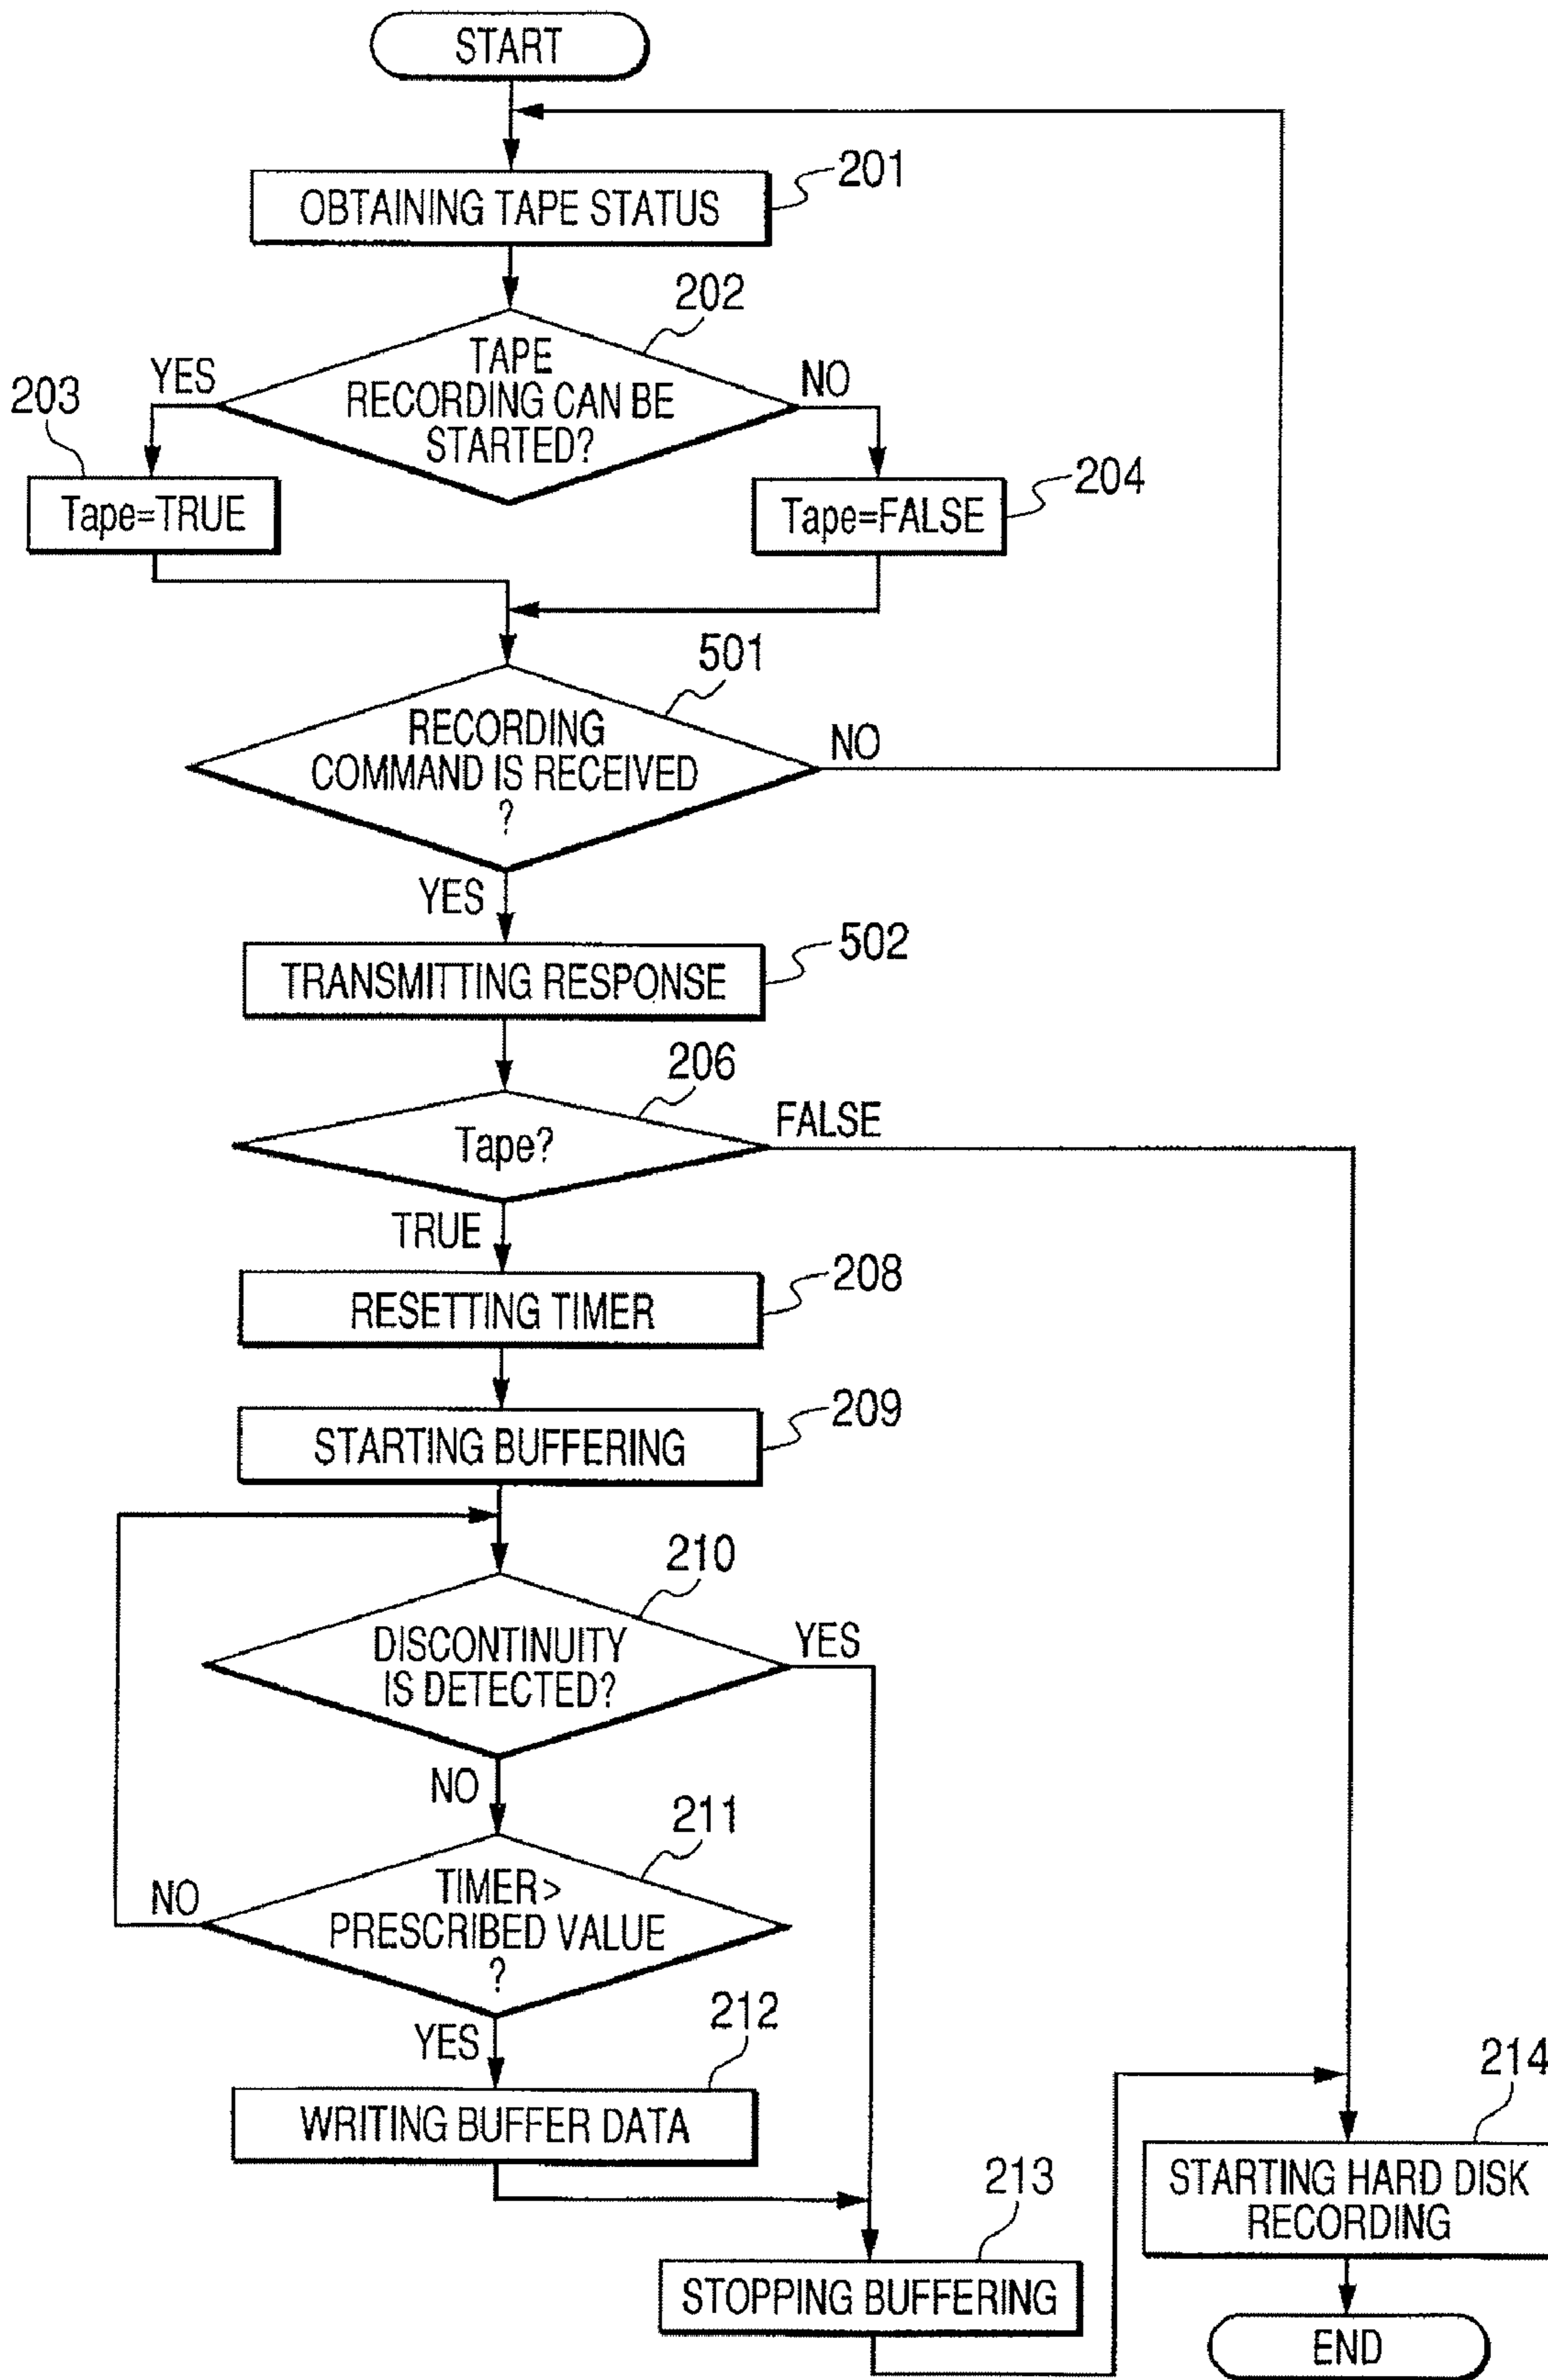 START
OBTAINING TAPE STATUS
201
202
TAPE
RECORDING CAN BE
STARTED?
YES
NO
203
Tape=TRUE
Tape=FALSE
204
501
RECORDING
COMMAND IS RECEIVED
?
NO
YES
TRANSMITTING RESPONSE
502
206
Tape?
FALSE
TRUE
RESETTING TIMER
208
STARTING BUFFERING
209
210
DISCONTINUITY
IS DETECTED?
YES
NO
211
TIMER>
PRESCRIBED VALUE
?
NO
YES
212
WRITING BUFFER DATA
213
STOPPING BUFFERING
214
STARTING HARD DISK
RECORDING
END